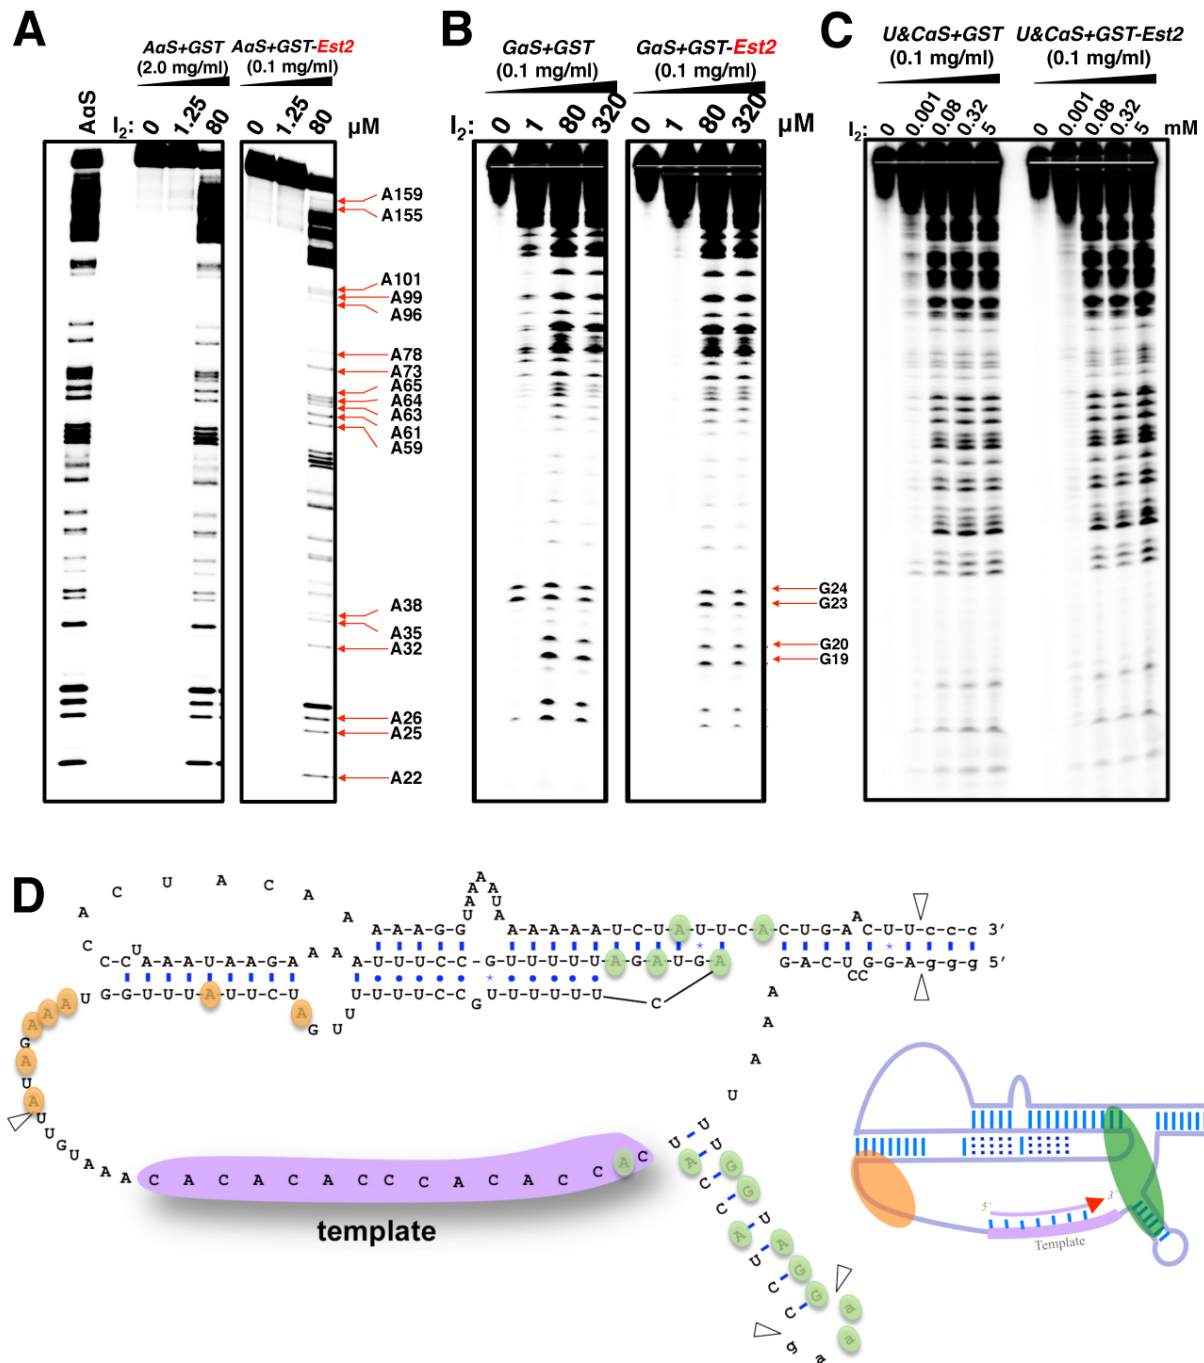 A
AαS+GST
(2.0 mg/ml)
AαS+GST-Est2
(0.1 mg/ml)
AαS
I2:
0
1.25
80
0
1.25
80
μM
A159
A155
A101
A99
A96
A78
A73
A65
A64
A63
A61
A59
A38
A35
A32
A26
A25
A22
B
GαS+GST
(0.1 mg/ml)
GαS+GST-Est2
(0.1 mg/ml)
I2:
0
1
80
320
0
1
80
320
μM
G24
G23
G20
G19
C
U&CαS+GST
(0.1 mg/ml)
U&CαS+GST-Est2
(0.1 mg/ml)
I2:
0
0.001
0.08
0.32
5
0
0.001
0.08
0.32
5
mM
D
A C U A C A A
A A A G G U A A A A U A A A A A U C U A U U C A C U G A A C U U C C C 3′
C C U A A A U A A G A A A A U U U C C G U U U U U A G A U G A
G A C U C C G G A g g g 5′
U G G U U U A U U C U A G U U U U U U C C G U U U U U U C
A A A G A U A U U G U A A A
C A C A C A C C C A C A C C A C
U A C C A U C C g a a a
A A A U U U G G U A G G
template
5′
3′
Template